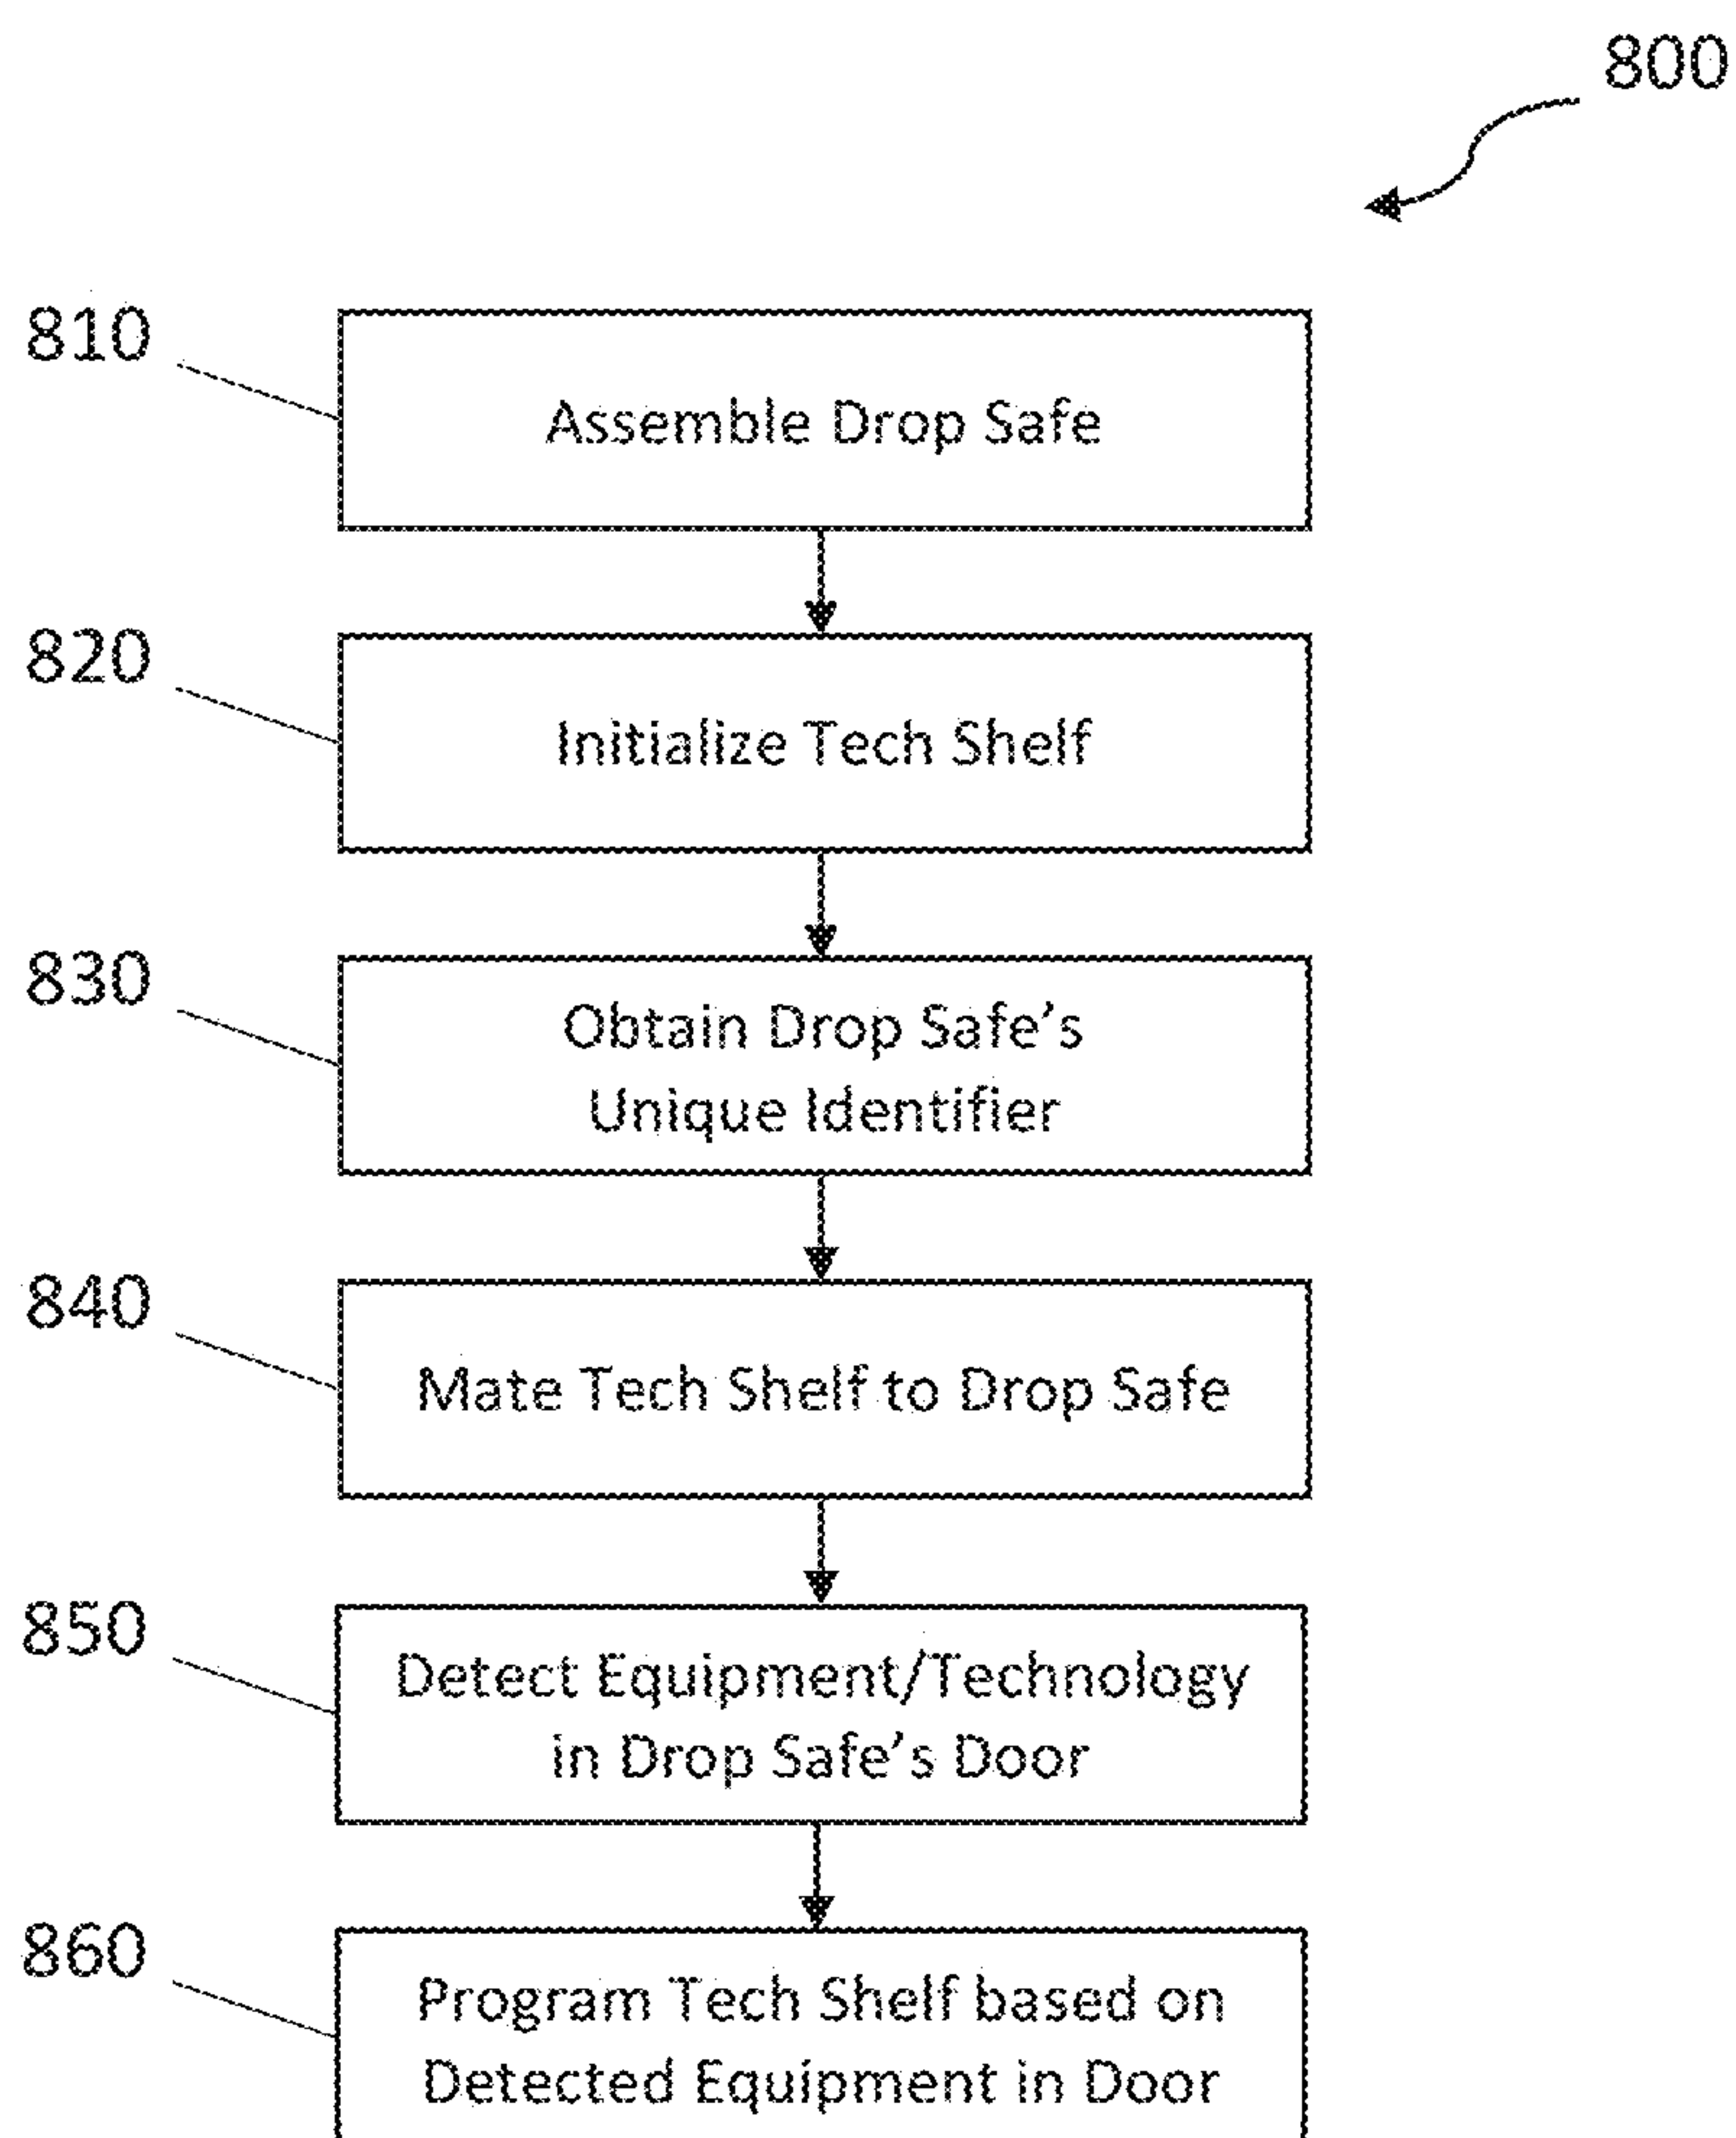 800
810
Assemble Drop Safe
820
Initialize Tech Shelf
830
Obtain Drop Safe's
Unique Identifier
840
Mate Tech Shelf to Drop Safe
850
Detect Equipment/Technology
in Drop Safe's Door
860
Program Tech Shelf based on
Detected Equipment in Door